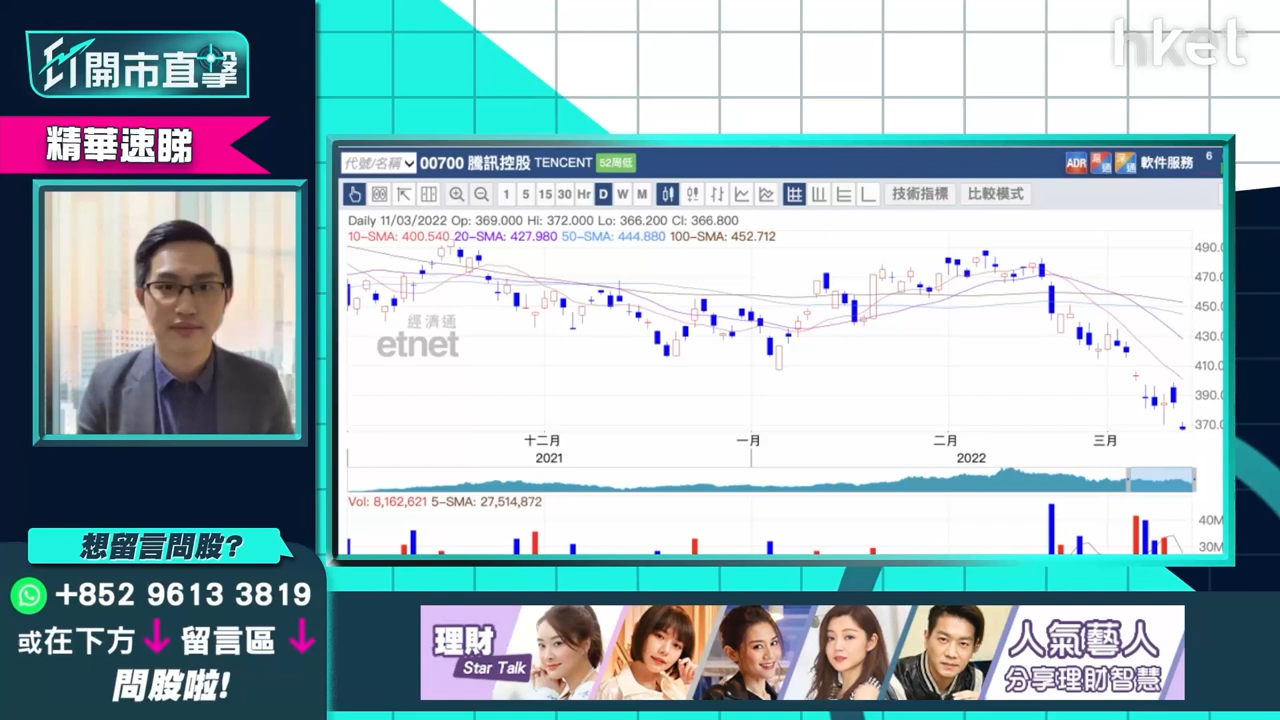 ET開市直擊
hket
精華速睇
代號/名稱 00700 騰訊控股 TENCENT 52周低
ADR 軟件服務 6
1 5 15 30 Hr D W M 技術指標 比較模式
Daily 11/03/2022 Op: 369.000 Hi: 372.000 Lo: 366.200 Cl: 366.800
10-SMA: 400.540 20-SMA: 427.980 50-SMA: 444.880 100-SMA: 452.712
490.0
470.0
450.0
430.0
410.0
390.0
370.0
經濟通
etnet
十二月 一月 二月 三月
2021 2022
Vol: 8,162,621 5-SMA: 27,514,872
40M
30M
想留言問股?
+852 9613 3819
或在下方 留言區
問股啦!
理財
Star Talk
人氣藝人
分享理財智慧